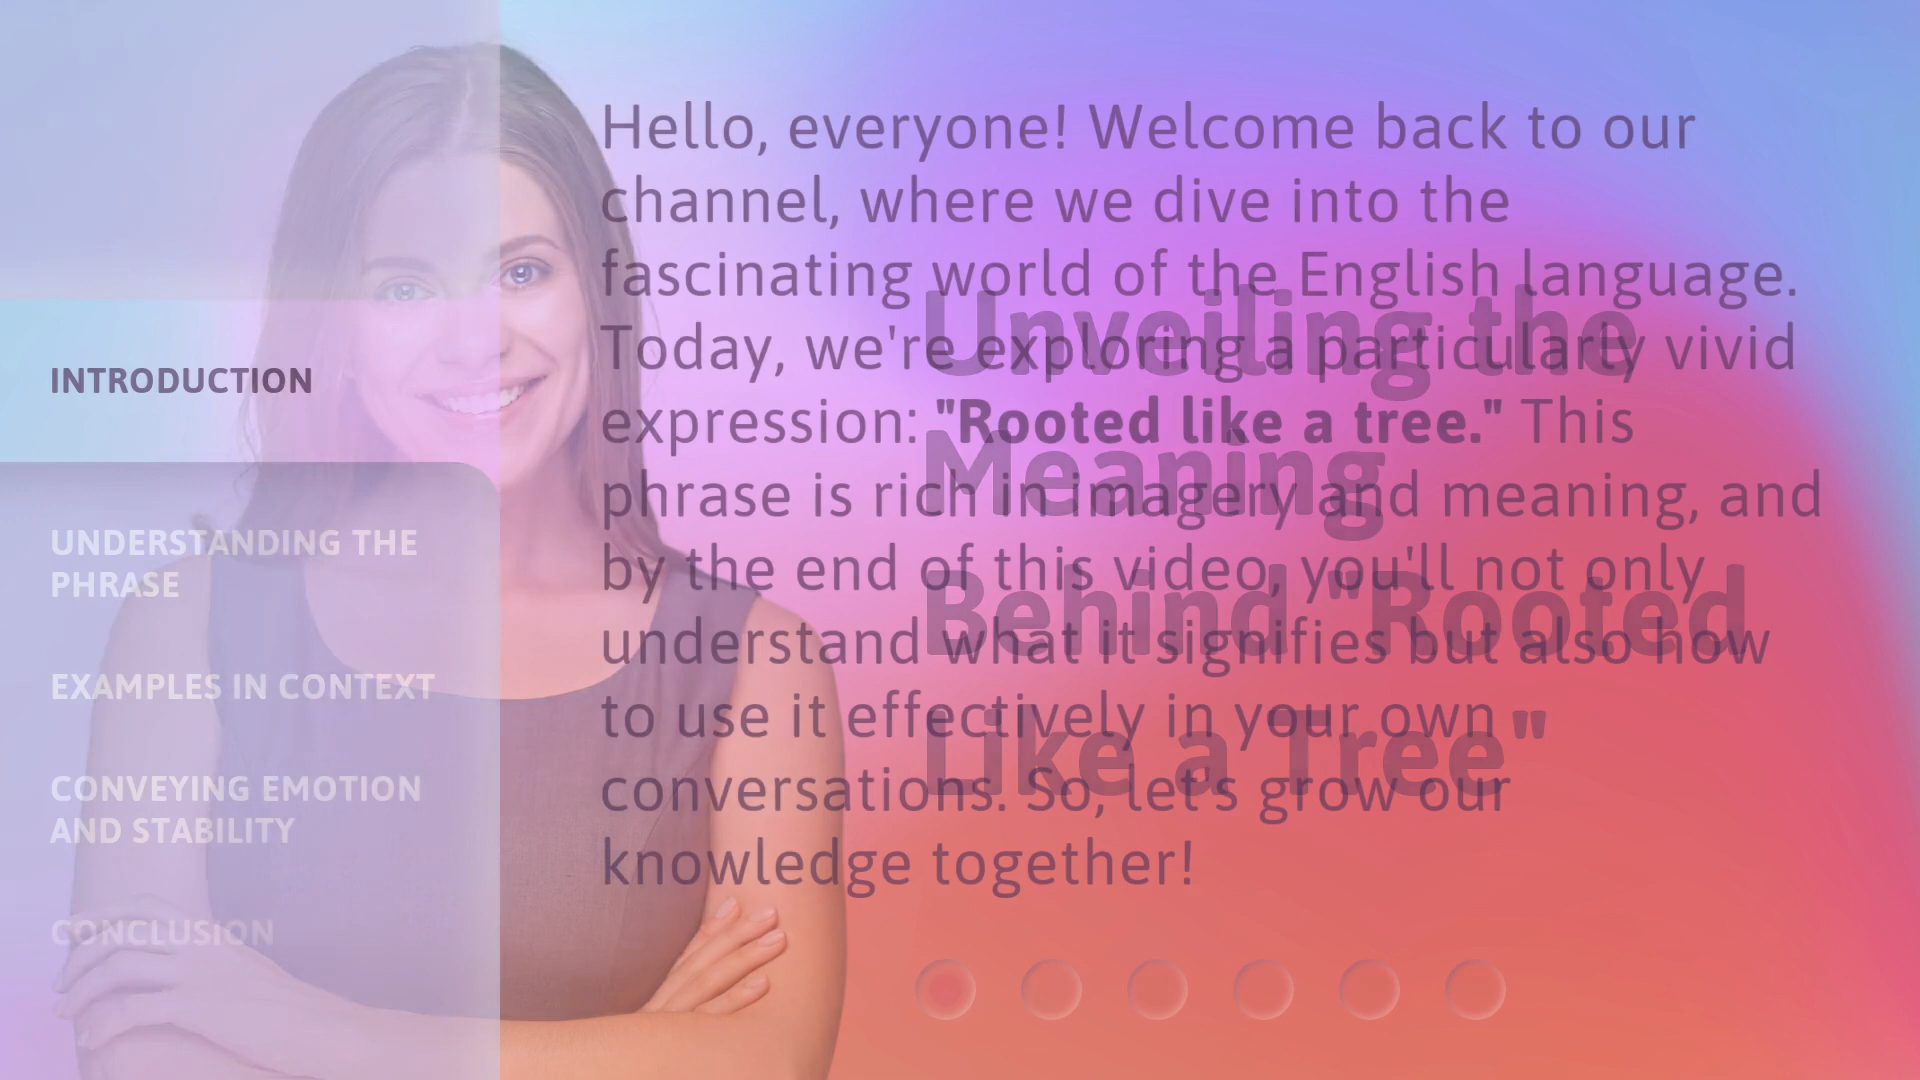 INTRODUCTION
UNDERSTANDING THE
PHRASE
EXAMPLES IN CONTEXT
CONVEYING EMOTION
AND STABILITY
CONCLUSION
Hello, everyone! Welcome back to our
channel, where we dive into the
fascinating world of the English language.
Today, we're exploring a particularly vivid
expression: "Rooted like a tree." This
phrase is rich in imagery and meaning, and
by the end of this video, you'll not only
understand what it signifies but also how
to use it effectively in your own
conversations. So, let's grow our
knowledge together!
Unveiling the
Meaning
Behind "Rooted
Like a Tree"